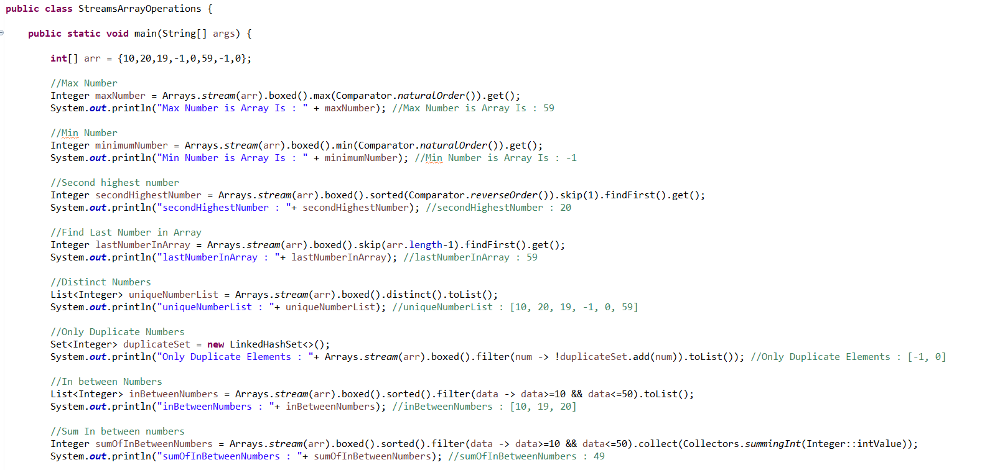 public class StreamsArrayOperations {
public static void main(String[] args) {
int[] arr = {10,20,19,-1,0,59,-1,0};
//Max Number
Integer maxNumber = Arrays.stream(arr).boxed().max(Comparator.naturalOrder()).get();
System.out.println("Max Number is Array Is : " + maxNumber); //Max Number is Array Is : 59
//Min Number
Integer minimumNumber = Arrays.stream(arr).boxed().min(Comparator.naturalOrder()).get();
System.out.println("Min Number is Array Is : " + minimumNumber); //Min Number is Array Is : -1
//Second highest number
Integer secondHighestNumber = Arrays.stream(arr).boxed().sorted(Comparator.reverseOrder()).skip(1).findFirst().get();
System.out.println("secondHighestNumber : "+ secondHighestNumber); //secondHighestNumber : 20
//Find Last Number in Array
Integer lastNumberInArray = Arrays.stream(arr).boxed().skip(arr.length-1).findFirst().get();
System.out.println("lastNumberInArray : "+ lastNumberInArray); //lastNumberInArray : 59
//Distinct Numbers
List<Integer> uniqueNumberList = Arrays.stream(arr).boxed().distinct().toList();
System.out.println("uniqueNumberList : "+ uniqueNumberList); //uniqueNumberList : [10, 20, 19, -1, 0, 59]
//Only Duplicate Numbers
Set<Integer> duplicateSet = new LinkedHashSet<>();
System.out.println("Only Duplicate Elements : "+ Arrays.stream(arr).boxed().filter(num -> !duplicateSet.add(num)).toList()); //Only Duplicate Elements : [-1, 0]
//In between Numbers
List<Integer> inBetweenNumbers = Arrays.stream(arr).boxed().sorted().filter(data -> data>=10 && data<=50).toList();
System.out.println("inBetweenNumbers : "+ inBetweenNumbers); //inBetweenNumbers : [10, 19, 20]
//Sum In between numbers
Integer sumOfInBetweenNumbers = Arrays.stream(arr).boxed().sorted().filter(data -> data>=10 && data<=50).collect(Collectors.summingInt(Integer::intValue));
System.out.println("sumOfInBetweenNumbers : "+ sumOfInBetweenNumbers); //sumOfInBetweenNumbers : 49